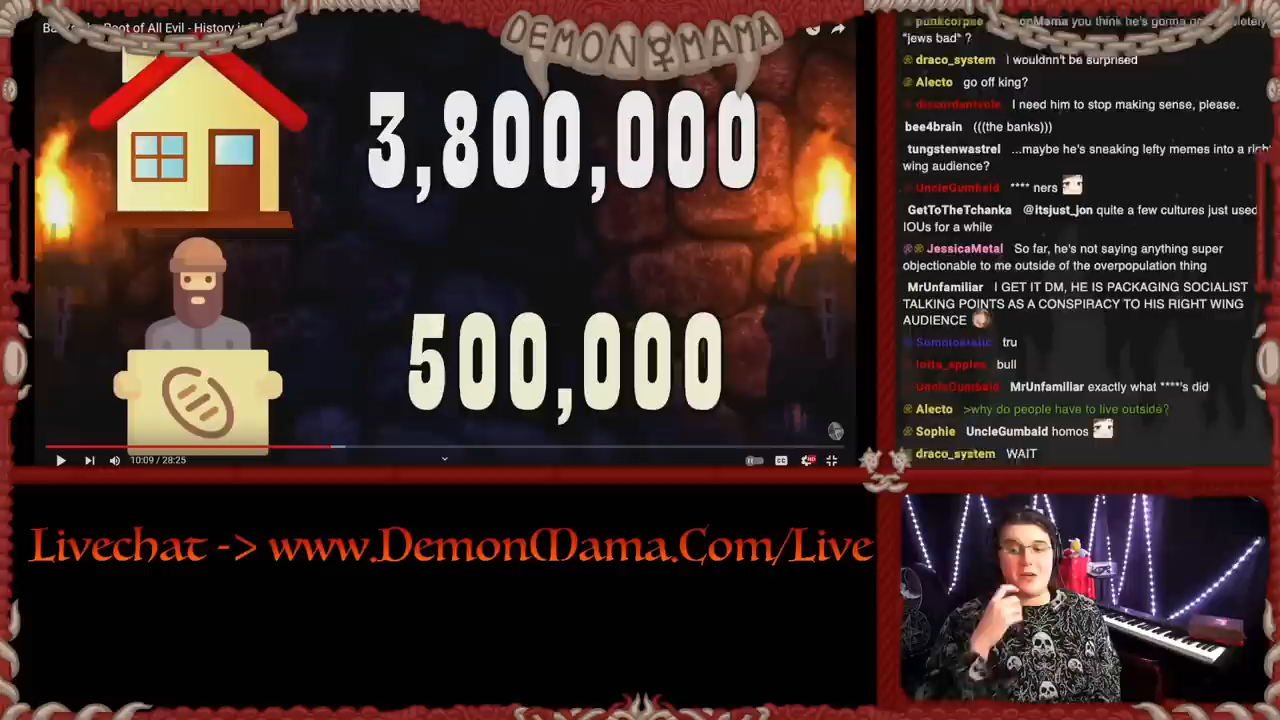 Root of All Evil - History
DEMON MAMA
3,800,000
500,000
10:09 / 28:25
CC
HD
Livechat -> www.DemonMama.Com/Live
you think he's gonna
"jews bad" ?
draco_system I wouldnn't be surprised
Alecto go off king?
I need him to stop making sense, please.
bee4brain (((the banks)))
tungstenwastrel ...maybe he's sneaking lefty memes into a right
wing audience?
UncleGumbald **** ners
GetToTheTchanka @itsjust_jon quite a few cultures just used
IOUs for a while
JessicaMetal So far, he's not saying anything super
objectionable to me outside of the overpopulation thing
MrUnfamiliar I GET IT DM, HE IS PACKAGING SOCIALIST
TALKING POINTS AS A CONSPIRACY TO HIS RIGHT WING
AUDIENCE
tru
lotta_apples bull
UncleGumbald MrUnfamiliar exactly what ****'s did
Alecto >why do people have to live outside?
Sophie UncleGumbald homos
draco_system WAIT